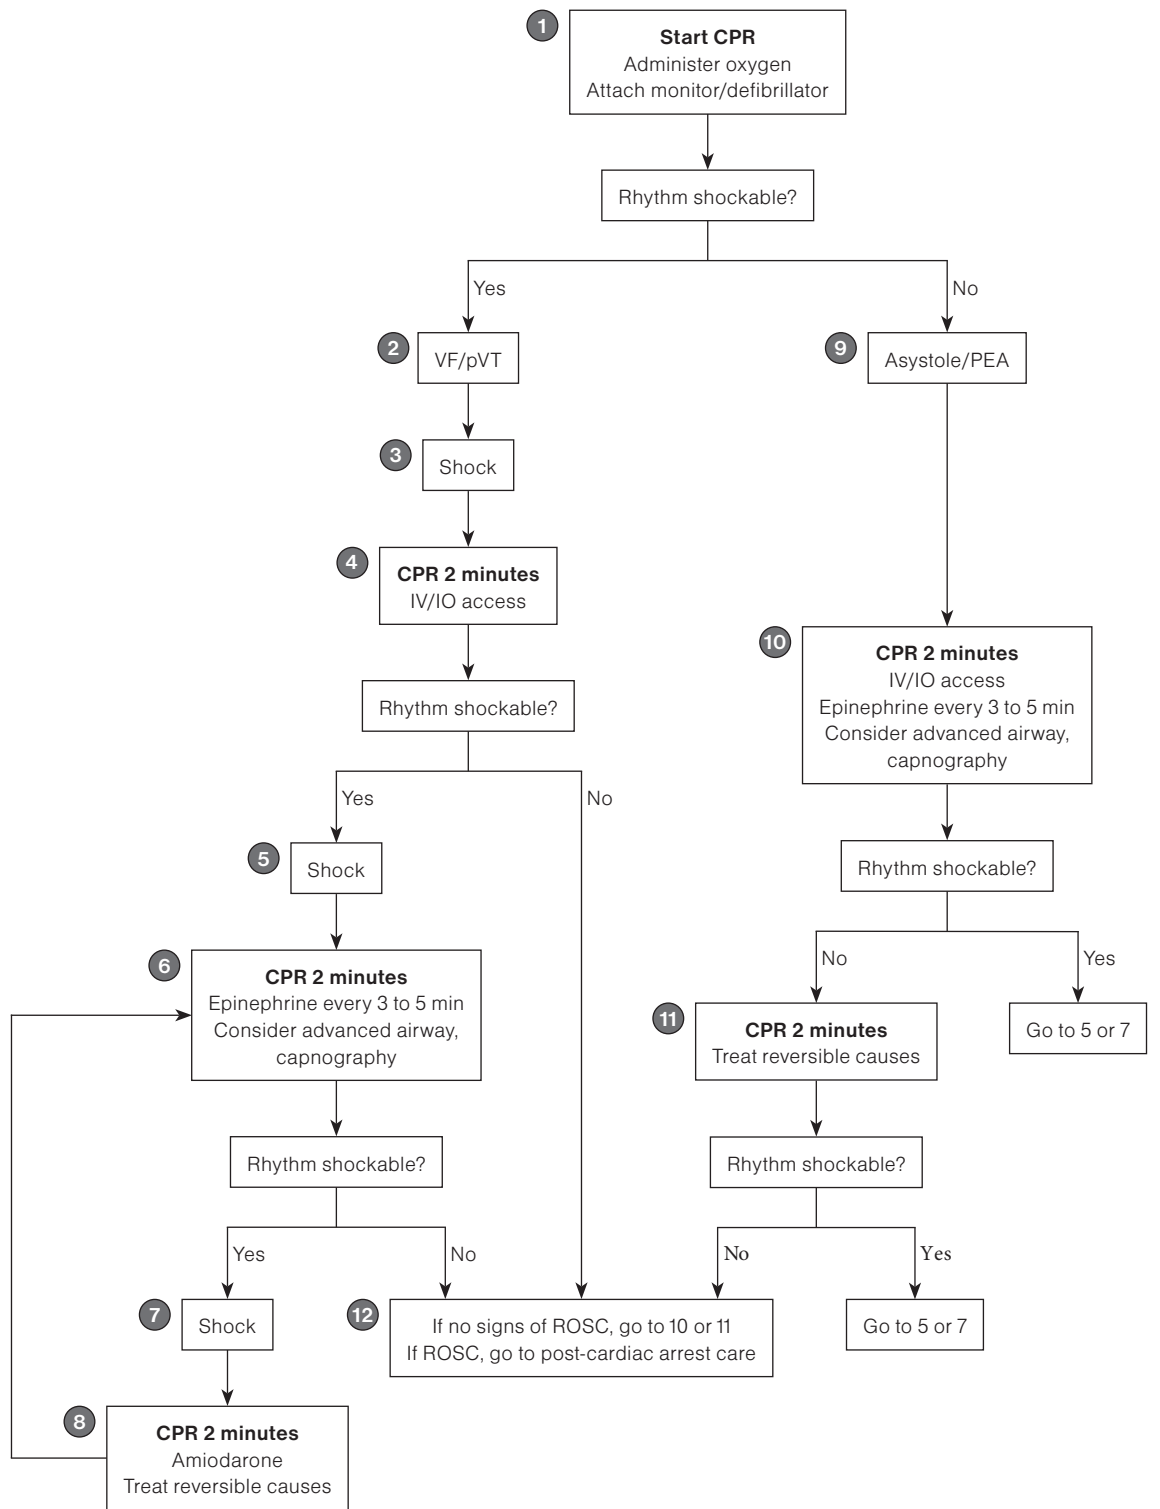 1
Start CPR
Administer oxygen
Attach monitor/defibrillator
Rhythm shockable?
Yes
No
2
VF/pVT
9
Asystole/PEA
3
Shock
4
CPR 2 minutes
IV/IO access
10
CPR 2 minutes
IV/IO access
Epinephrine every 3 to 5 min
Consider advanced airway,
capnography
Rhythm shockable?
Yes
No
5
Shock
Rhythm shockable?
No
Yes
6
CPR 2 minutes
Epinephrine every 3 to 5 min
Consider advanced airway,
capnography
11
CPR 2 minutes
Treat reversible causes
Go to 5 or 7
Rhythm shockable?
Yes
No
Rhythm shockable?
No
Yes
7
Shock
12
If no signs of ROSC, go to 10 or 11
If ROSC, go to post-cardiac arrest care
Go to 5 or 7
8
CPR 2 minutes
Amiodarone
Treat reversible causes